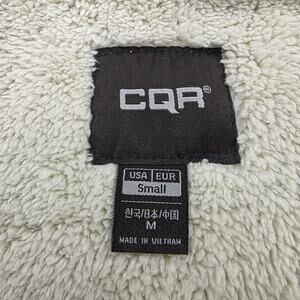 CQR®
USA EUR
Small
한국/日本/中国
M
MADE IN VIETNAM